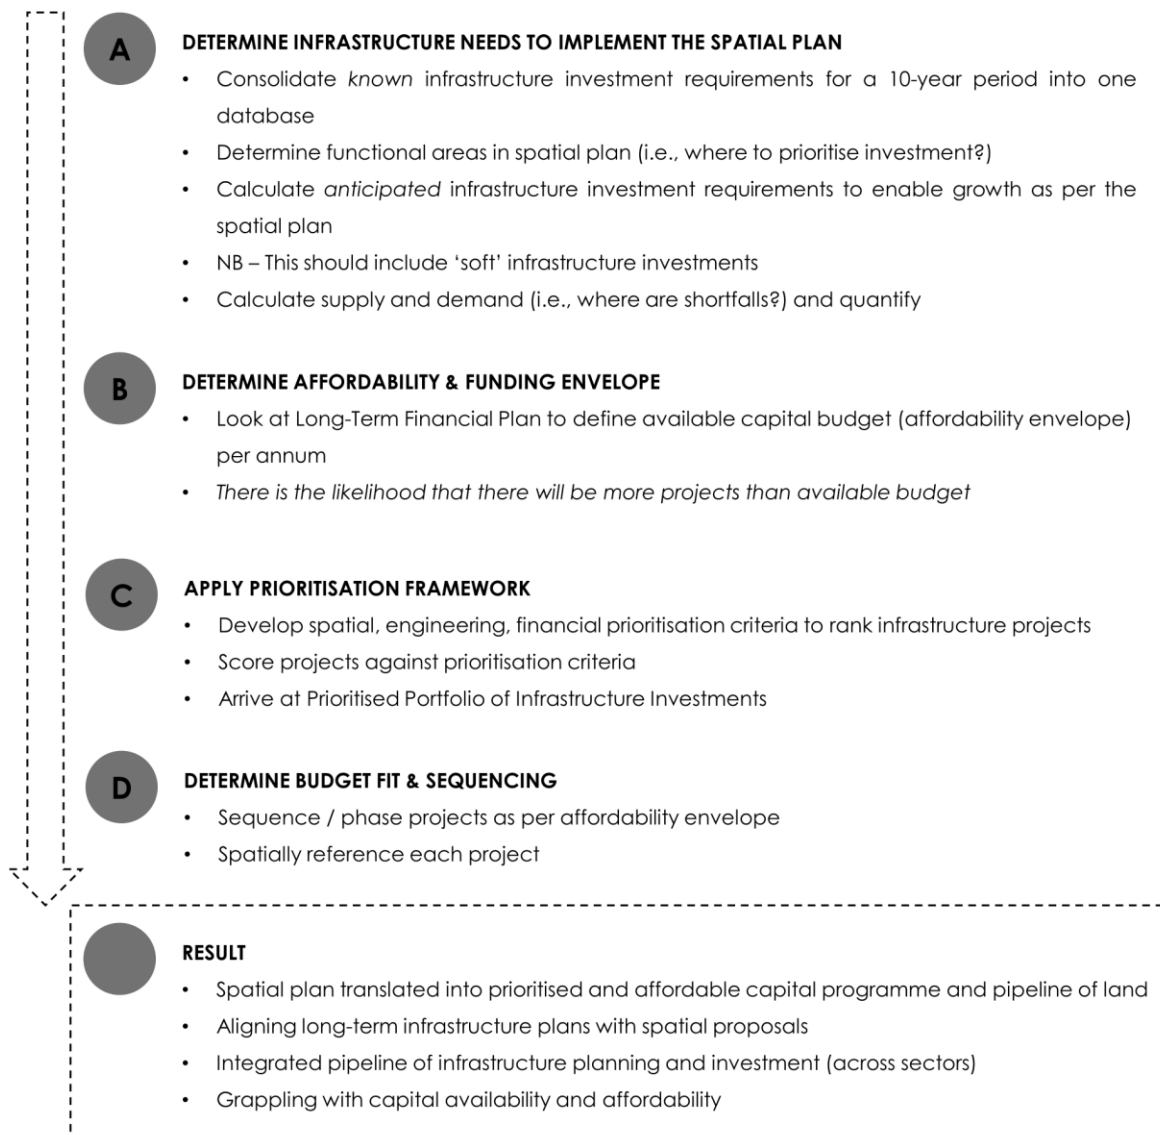 A
DETERMINE INFRASTRUCTURE NEEDS TO IMPLEMENT THE SPATIAL PLAN
• Consolidate known infrastructure investment requirements for a 10-year period into one
database
• Determine functional areas in spatial plan (i.e., where to prioritise investment?)
• Calculate anticipated infrastructure investment requirements to enable growth as per the
spatial plan
• NB – This should include ‘soft’ infrastructure investments
• Calculate supply and demand (i.e., where are shortfalls?) and quantify
B
DETERMINE AFFORDABILITY & FUNDING ENVELOPE
• Look at Long-Term Financial Plan to define available capital budget (affordability envelope)
per annum
• There is the likelihood that there will be more projects than available budget
C
APPLY PRIORITISATION FRAMEWORK
• Develop spatial, engineering, financial prioritisation criteria to rank infrastructure projects
• Score projects against prioritisation criteria
• Arrive at Prioritised Portfolio of Infrastructure Investments
D
DETERMINE BUDGET FIT & SEQUENCING
• Sequence / phase projects as per affordability envelope
• Spatially reference each project
RESULT
• Spatial plan translated into prioritised and affordable capital programme and pipeline of land
• Aligning long-term infrastructure plans with spatial proposals
• Integrated pipeline of infrastructure planning and investment (across sectors)
• Grappling with capital availability and affordability